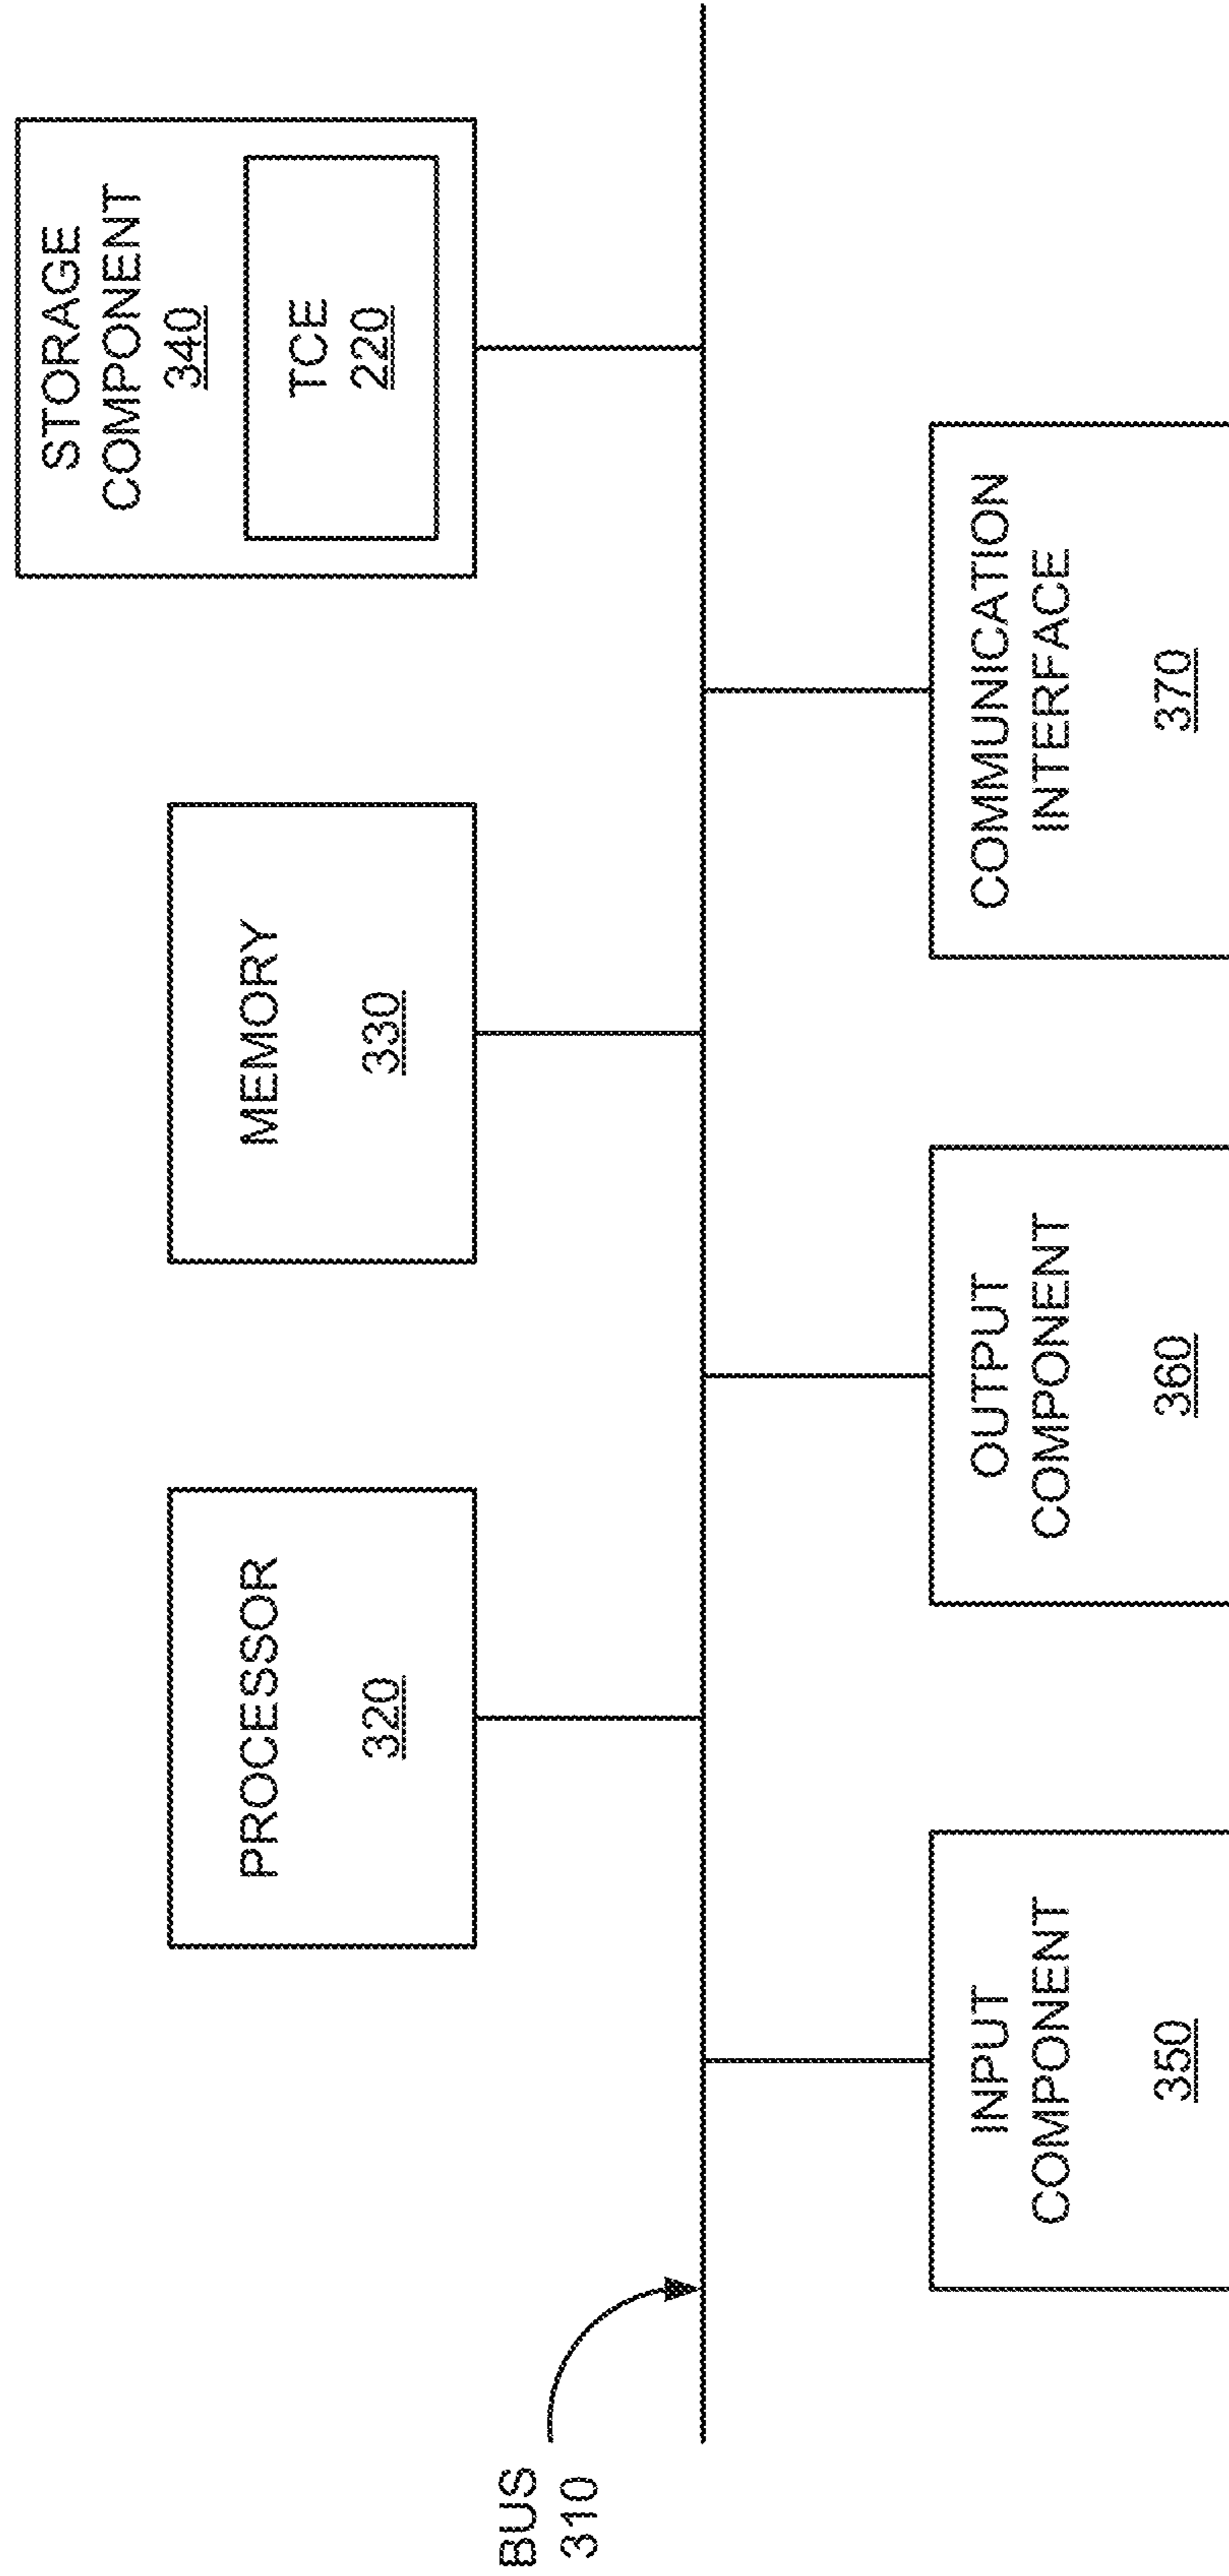 PROCESSOR
320
MEMORY
330
STORAGE
COMPONENT
340
TCE
220
BUS
310
INPUT
COMPONENT
350
OUTPUT
COMPONENT
360
COMMUNICATION
INTERFACE
370